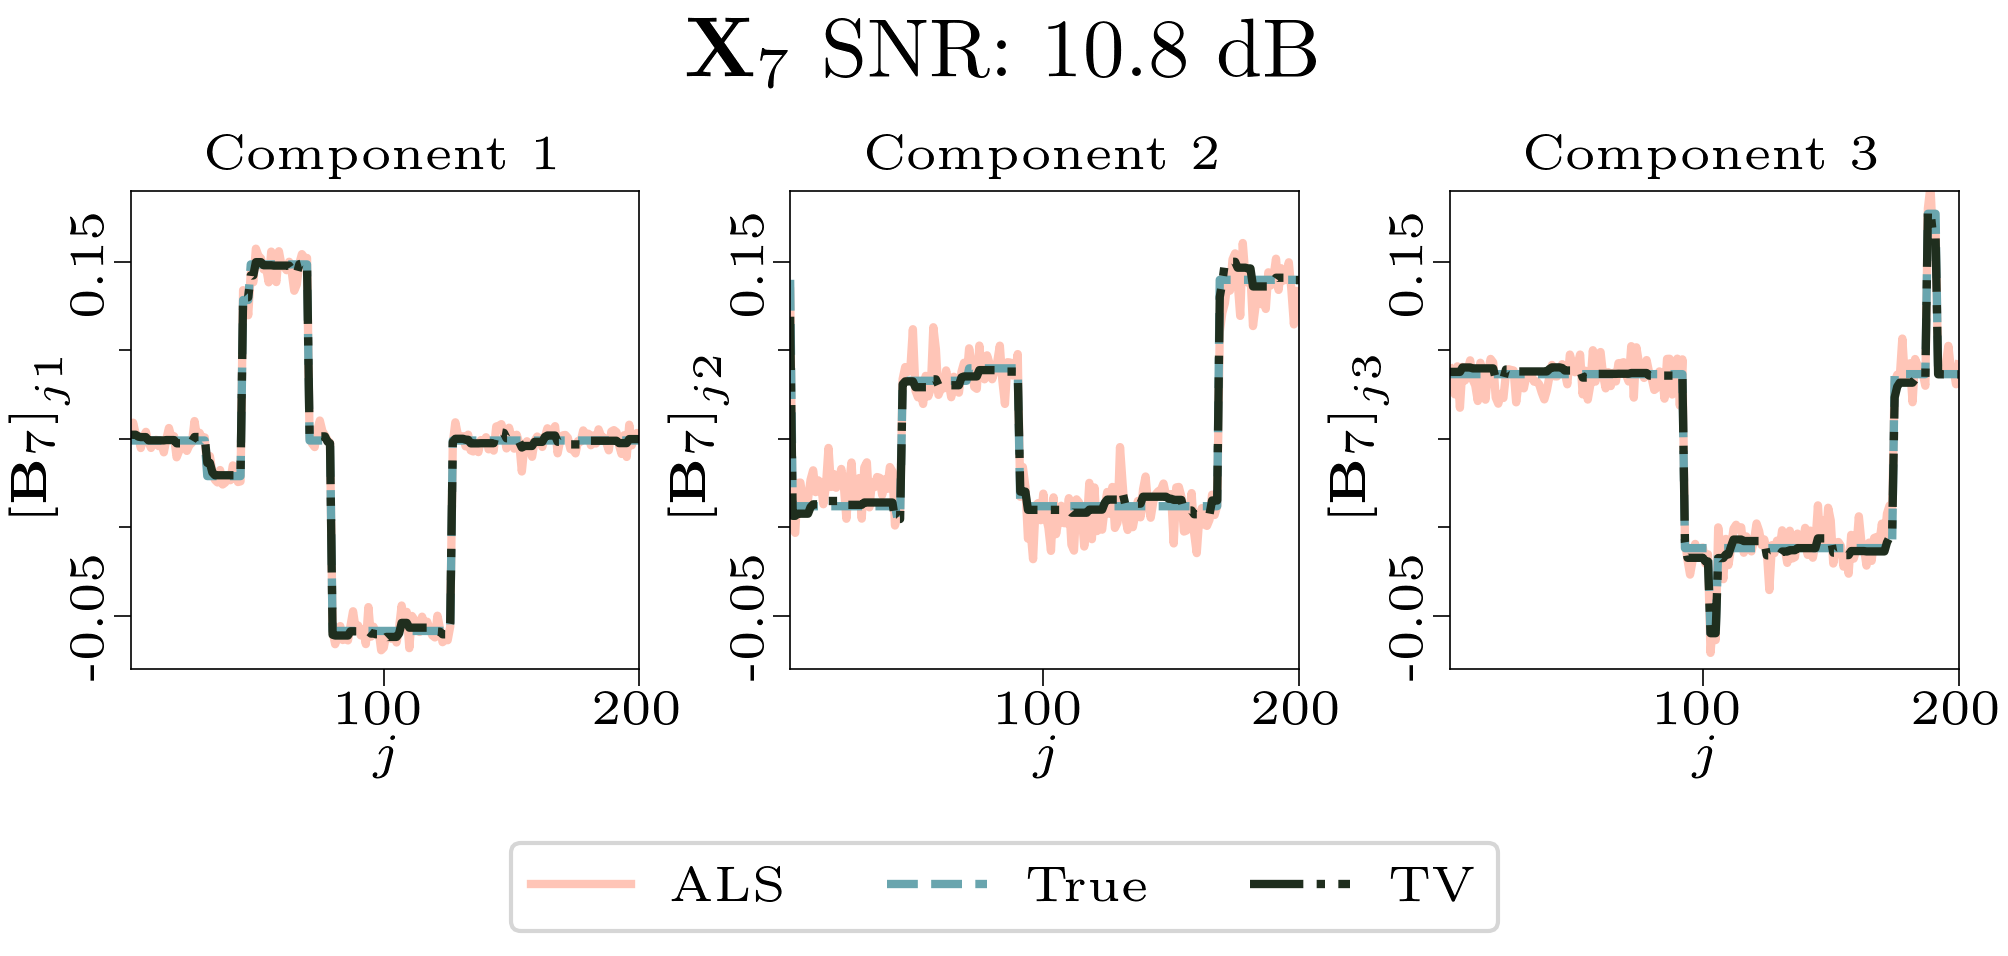 X₇ SNR: 10.8 dB
Component 1
Component 2
Component 3
[B₇]ⱼ₁
0.15
-0.05
100
200
j
[B₇]ⱼ₂
0.15
-0.05
100
200
j
[B₇]ⱼ₃
0.15
-0.05
100
200
j
ALS
True
TV